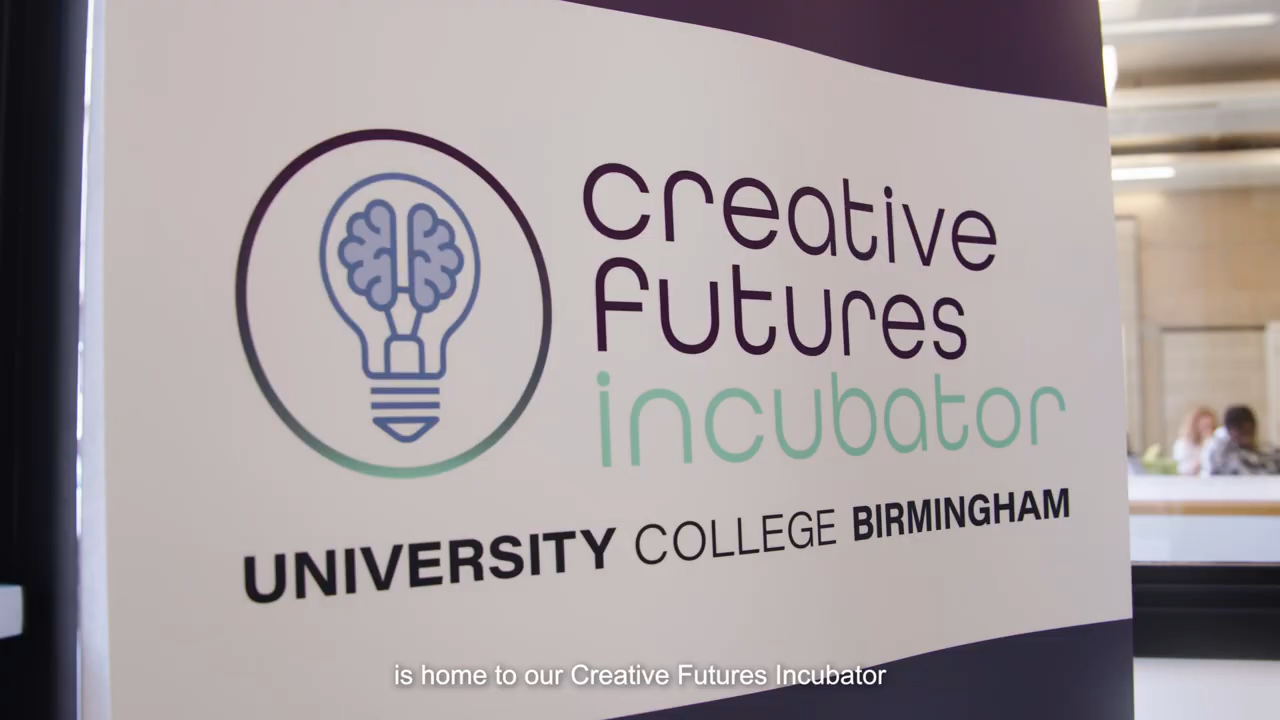 creative
futures
incubator
UNIVERSITY COLLEGE BIRMINGHAM
is home to our Creative Futures Incubator